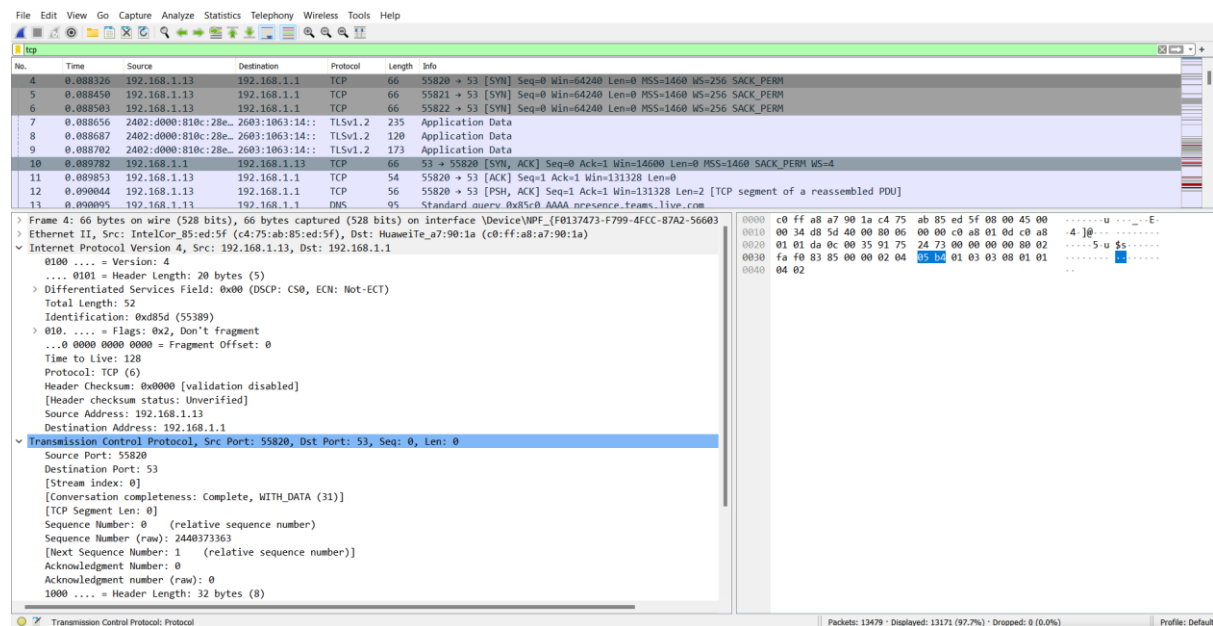 File Edit View Go Capture Analyze Statistics Telephony Wireless Tools Help
tcp
No. Time Source Destination Protocol Length Info
4 0.088326 192.168.1.13 192.168.1.1 TCP 66 55820 → 53 [SYN] Seq=0 Win=64240 Len=0 MSS=1460 WS=256 SACK_PERM
5 0.088450 192.168.1.13 192.168.1.1 TCP 66 55821 → 53 [SYN] Seq=0 Win=64240 Len=0 MSS=1460 WS=256 SACK_PERM
6 0.088503 192.168.1.13 192.168.1.1 TCP 66 55822 → 53 [SYN] Seq=0 Win=64240 Len=0 MSS=1460 WS=256 SACK_PERM
7 0.088656 2402:d000:810c:28e… 2603:1063:14:: TLSv1.2 235 Application Data
8 0.088687 2402:d000:810c:28e… 2603:1063:14:: TLSv1.2 120 Application Data
9 0.088702 2402:d000:810c:28e… 2603:1063:14:: TLSv1.2 173 Application Data
10 0.089782 192.168.1.1 192.168.1.13 TCP 66 53 → 55820 [SYN, ACK] Seq=0 Ack=1 Win=14600 Len=0 MSS=1460 SACK_PERM WS=4
11 0.089853 192.168.1.13 192.168.1.1 TCP 54 55820 → 53 [ACK] Seq=1 Ack=1 Win=131328 Len=0
12 0.090044 192.168.1.13 192.168.1.1 TCP 56 55820 → 53 [PSH, ACK] Seq=1 Ack=1 Win=131328 Len=2 [TCP segment of a reassembled PDU]
13 0.090095 192.168.1.13 192.168.1.1 DNS 95 Standard query 0x85c0 AAAA presence.teams.live.com
> Frame 4: 66 bytes on wire (528 bits), 66 bytes captured (528 bits) on interface \Device\NPF_{F0137473-F799-4FCC-87A2-56603
> Ethernet II, Src: IntelCor_85:ed:5f (c4:75:ab:85:ed:5f), Dst: HuaweiTe_a7:90:1a (c0:ff:a8:a7:90:1a)
Internet Protocol Version 4, Src: 192.168.1.13, Dst: 192.168.1.1
0100 .... = Version: 4
.... 0101 = Header Length: 20 bytes (5)
> Differentiated Services Field: 0x00 (DSCP: CS0, ECN: Not-ECT)
Total Length: 52
Identification: 0xd85d (55389)
> 010. .... = Flags: 0x2, Don't fragment
...0 0000 0000 0000 = Fragment Offset: 0
Time to Live: 128
Protocol: TCP (6)
Header Checksum: 0x0000 [validation disabled]
[Header checksum status: Unverified]
Source Address: 192.168.1.13
Destination Address: 192.168.1.1
Transmission Control Protocol, Src Port: 55820, Dst Port: 53, Seq: 0, Len: 0
Source Port: 55820
Destination Port: 53
[Stream index: 0]
[Conversation completeness: Complete, WITH_DATA (31)]
[TCP Segment Len: 0]
Sequence Number: 0 (relative sequence number)
Sequence Number (raw): 2440373363
[Next Sequence Number: 1 (relative sequence number)]
Acknowledgment Number: 0
Acknowledgment number (raw): 0
1000 .... = Header Length: 32 bytes (8)
0000 c0 ff a8 a7 90 1a c4 75 ab 85 ed 5f 08 00 45 00 ·······u ···_··E·
0010 00 34 d8 5d 40 00 80 06 00 00 c0 a8 01 0d c0 a8 ·4·]@··· ········
0020 01 01 da 0c 00 35 91 75 24 73 00 00 00 00 80 02 ·····5·u $s······
0030 fa f0 83 85 00 00 02 04 05 b4 01 03 03 08 01 01 ········ ········
0040 04 02 ··
Transmission Control Protocol: Protocol
Packets: 13479 · Displayed: 13171 (97.7%) · Dropped: 0 (0.0%)
Profile: Default